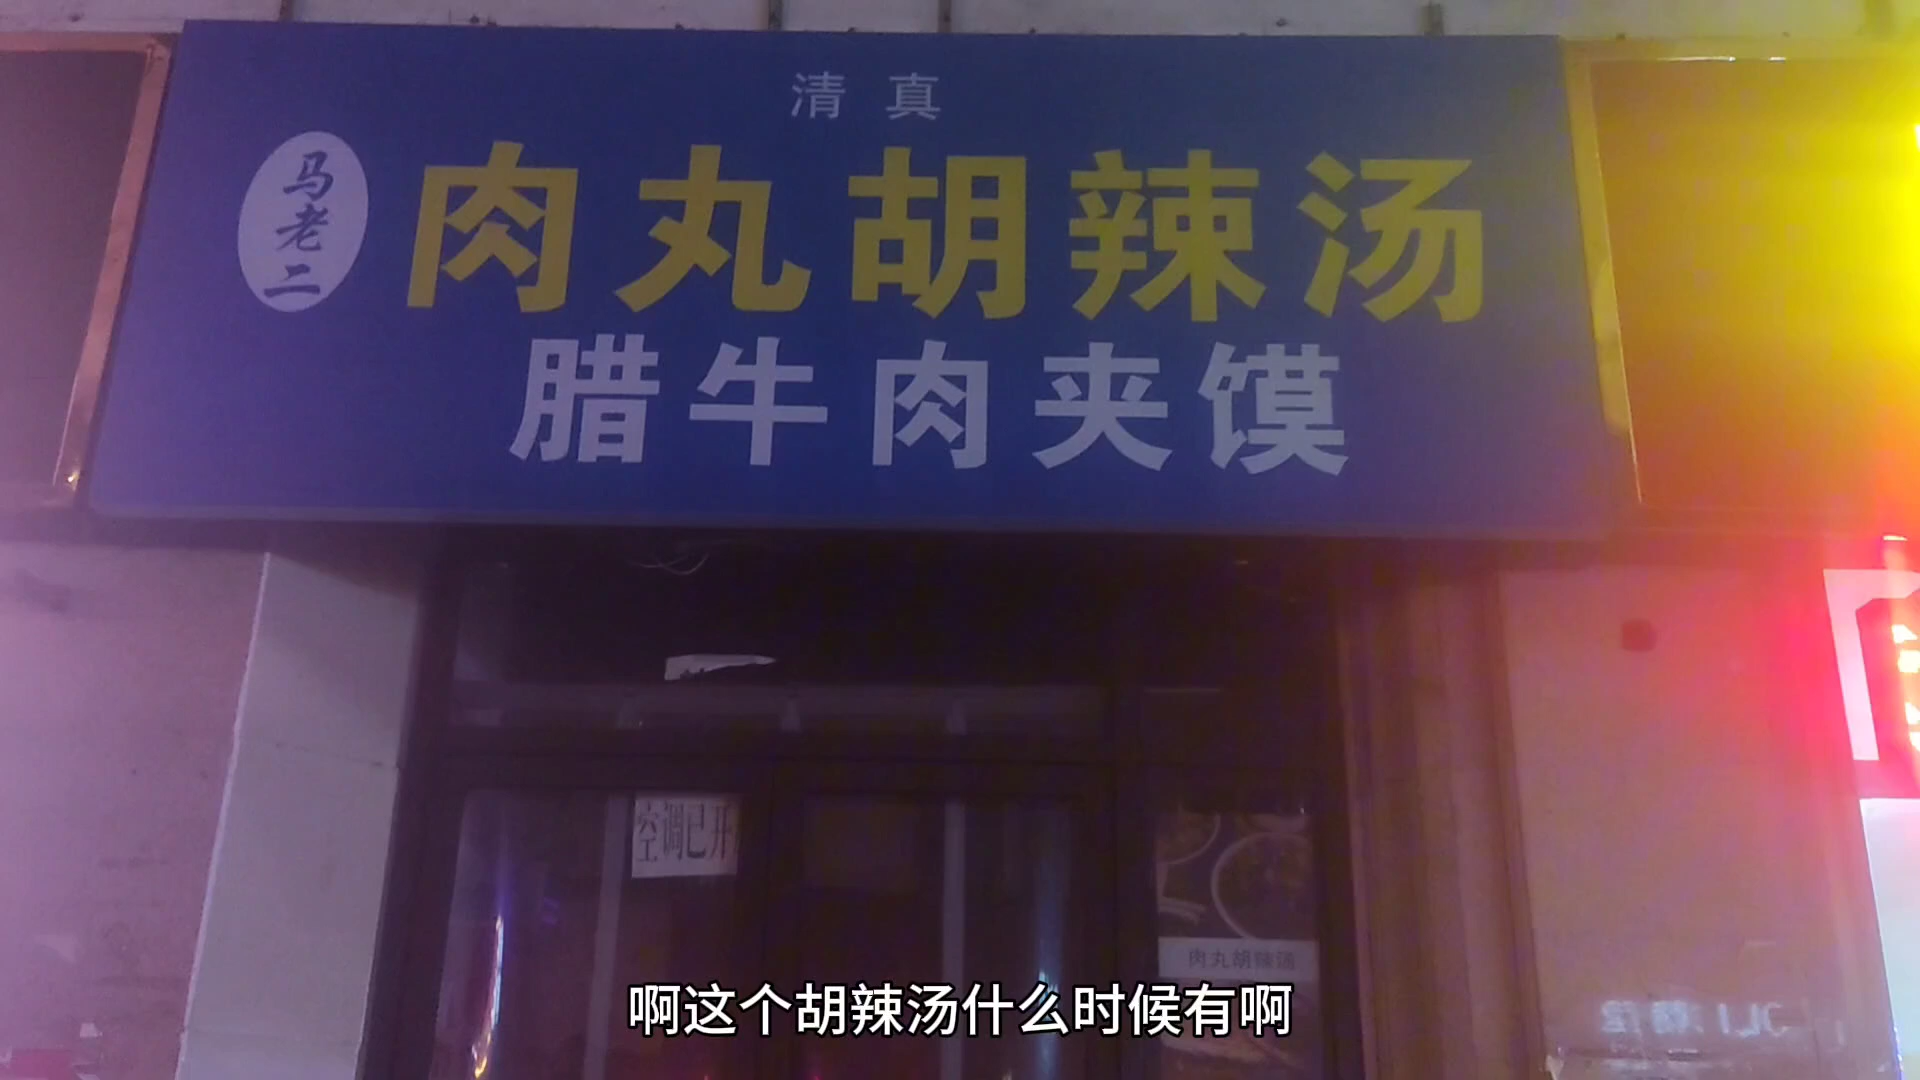 清真
马老二
肉丸胡辣汤
腊牛肉夹馍
空调已开
肉丸胡辣汤
啊这个胡辣汤什么时候有啊